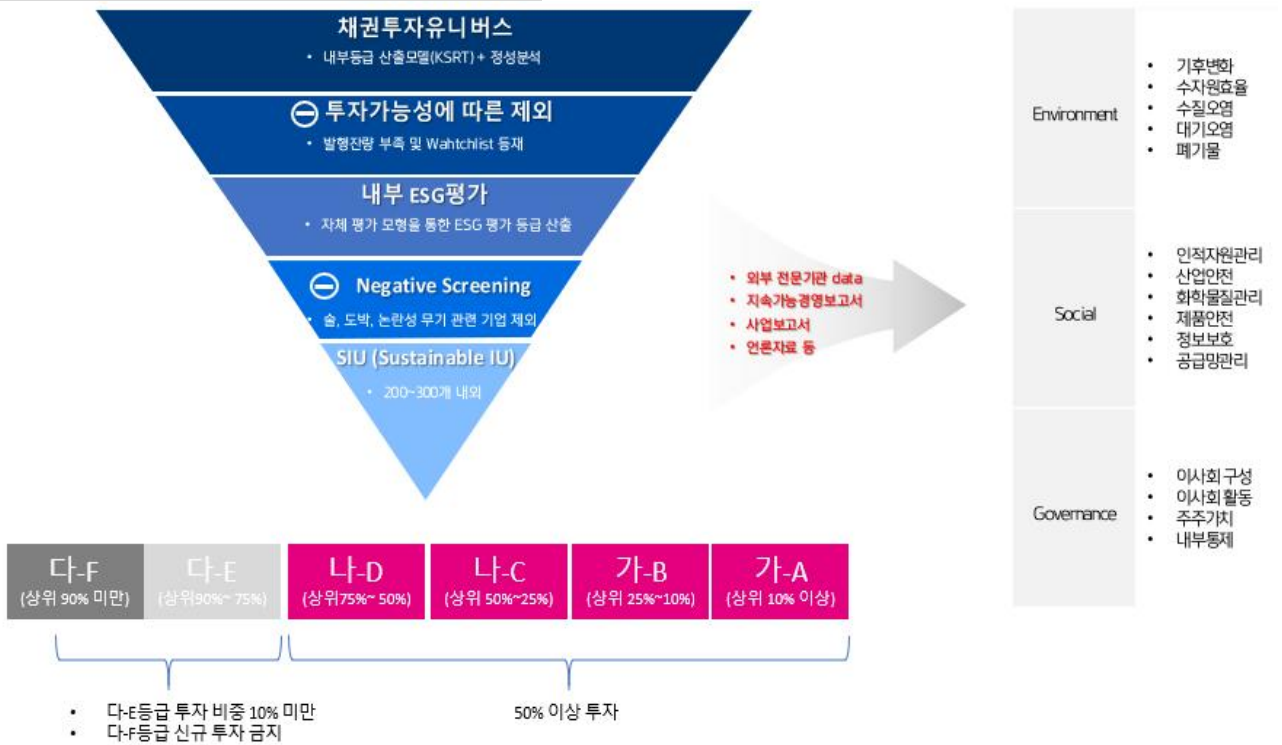 채권투자유니버스
• 내부등급 산출모델(KSRT) + 정성분석
투자가능성에 따른 제외
• 발행잔량 부족 및 Wahtchlist 등재
내부 ESG평가
• 자체 평가 모형을 통한 ESG 평가 등급 산출
Negative Screening
• 술, 도박, 논란성 무기 관련 기업 제외
SIU (Sustainable IU)
• 200~300개 내외
• 외부 전문기관 data
• 지속가능경영보고서
• 사업보고서
• 언론자료 등
Environment
• 기후변화
• 수자원효율
• 수질오염
• 대기오염
• 폐기물
Social
• 인적자원관리
• 산업안전
• 화학물질관리
• 제품안전
• 정보보호
• 공급망관리
Governance
• 이사회 구성
• 이사회 활동
• 주주가치
• 내부통제
다-F
(상위 90% 미만)
다-E
(상위90%~ 75%)
나-D
(상위75%~ 50%)
나-C
(상위 50%~25%)
가-B
(상위 25%~10%)
가-A
(상위 10% 이상)
• 다-E등급 투자 비중 10% 미만
• 다-F등급 신규 투자 금지
50% 이상 투자